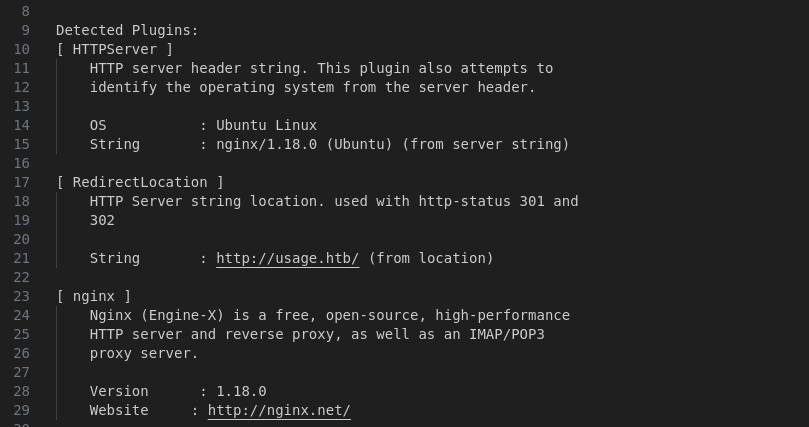 8
9 Detected Plugins:
10 [ HTTPServer ]
11 HTTP server header string. This plugin also attempts to
12 identify the operating system from the server header.
13
14 OS           : Ubuntu Linux
15 String       : nginx/1.18.0 (Ubuntu) (from server string)
16
17 [ RedirectLocation ]
18 HTTP Server string location. used with http-status 301 and
19 302
20
21 String       : http://usage.htb/ (from location)
22
23 [ nginx ]
24 Nginx (Engine-X) is a free, open-source, high-performance
25 HTTP server and reverse proxy, as well as an IMAP/POP3
26 proxy server.
27
28 Version      : 1.18.0
29 Website     : http://nginx.net/